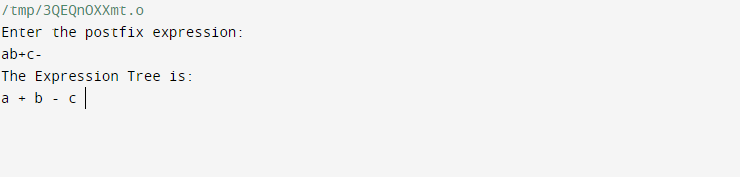 /tmp/3QEQnOXXmt.o
Enter the postfix expression:
ab+c-
The Expression Tree is:
a + b - c